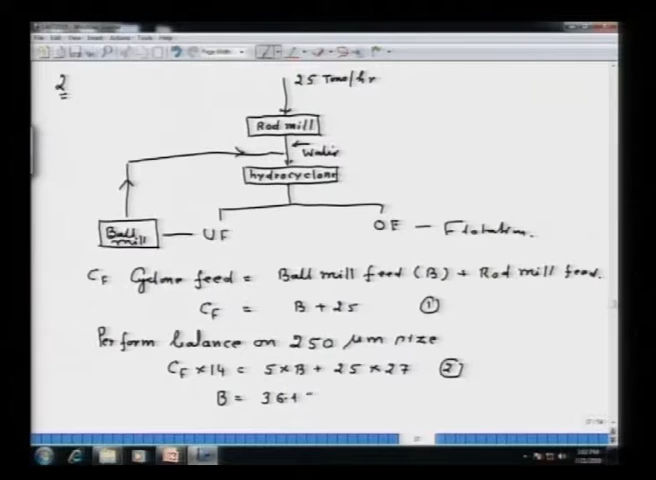 2
25 Tons/hr
Rod mill
← Water
hydrocyclone
Ball mill — UF
OF — Flotation.
CF Cyclone feed = Ball mill feed (B) + Rod mill feed.
CF = B + 25 ①
Perform balance on 250 μm size
CF × 14 = 5 × B + 25 × 27 ②
B = 36.1